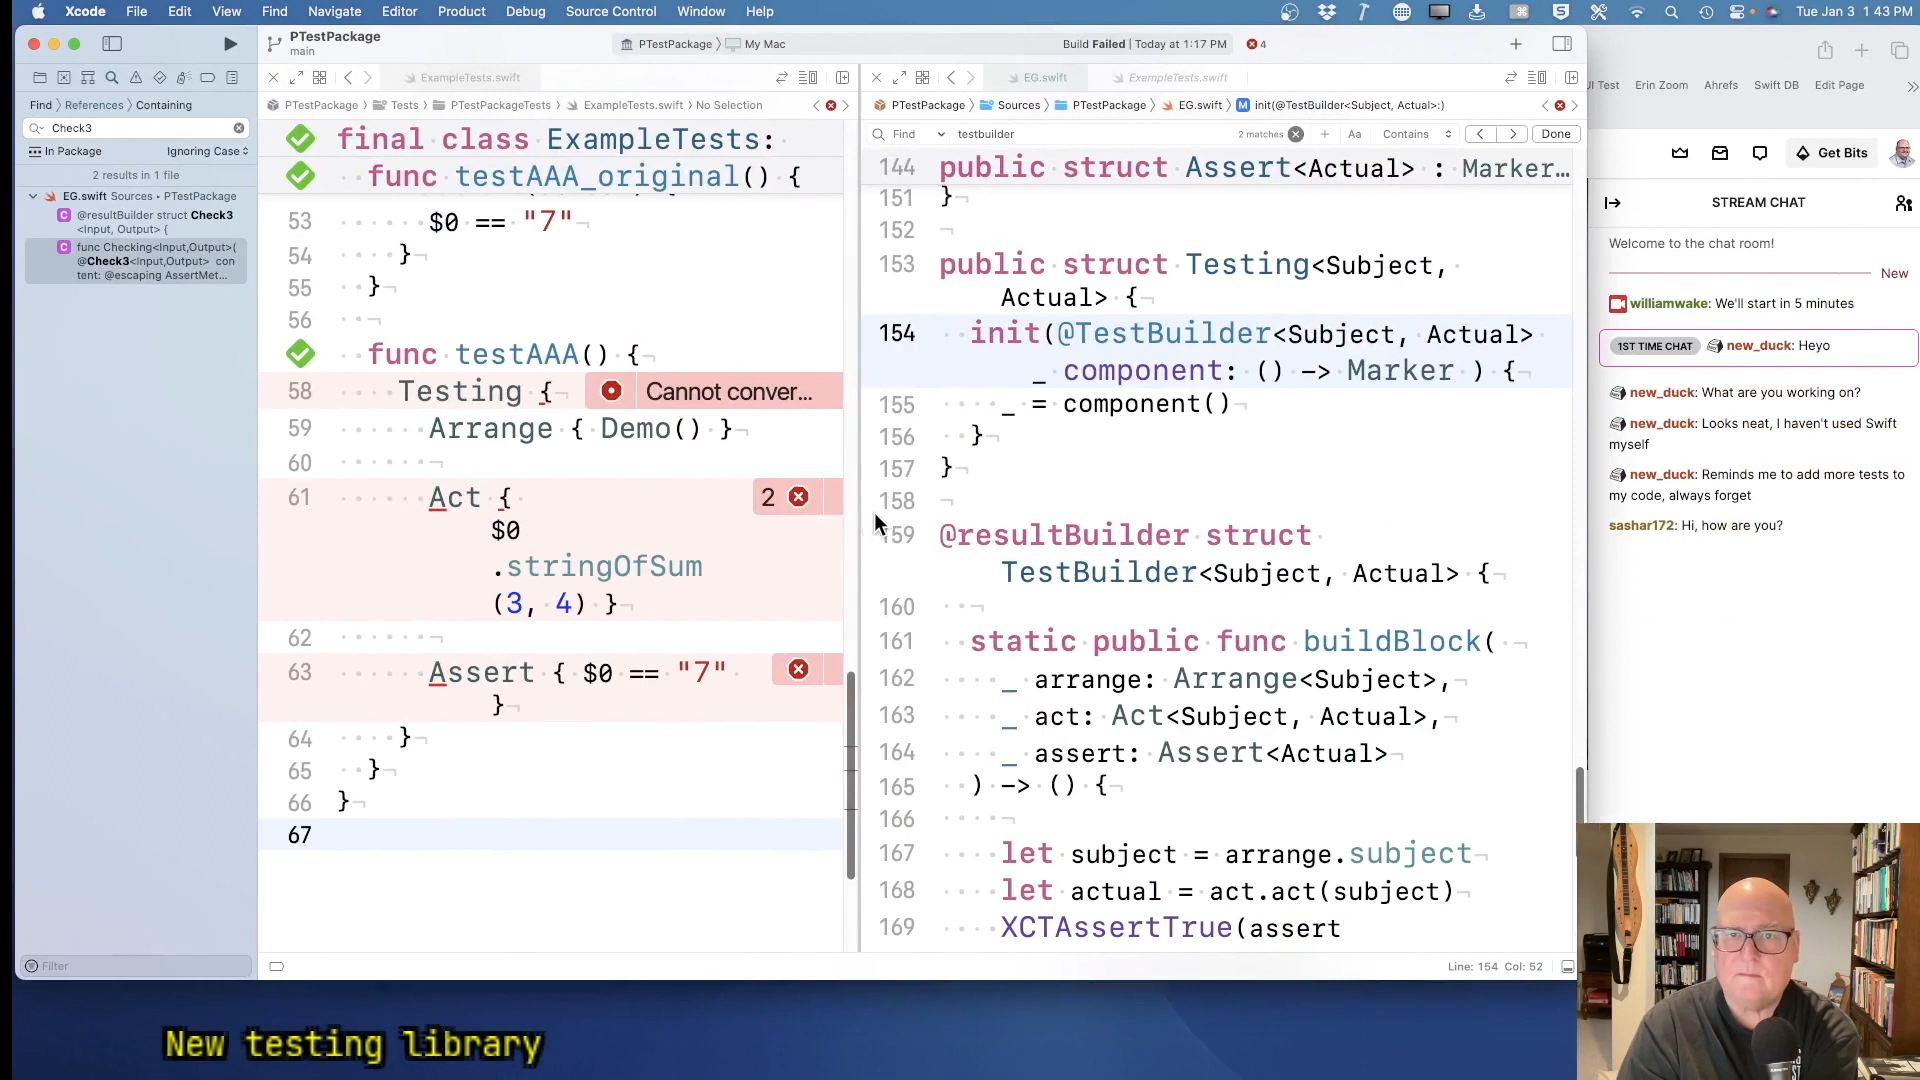 Xcode File Edit View Find Navigate Editor Product Debug Source Control Window Help
Tue Jan 3 1:43 PM
PTestPackage
main
PTestPackage My Mac
Build Failed | Today at 1:17 PM
4
Find References Containing
Check3
In Package Ignoring Case
2 results in 1 file
EG.swift Sources • PTestPackage
@resultBuilder struct Check3
<Input, Output> {
func Checking<Input,Output>(
@Check3<Input,Output> con
tent: @escaping AssertMet...
Filter
ExampleTests.swift
PTestPackage Tests PTestPackageTests ExampleTests.swift No Selection
final class ExampleTests:
func testAAA_original() {
53 $0 == "7"
54 }
55 }
56
func testAAA() {
58 Testing { Cannot conver...
59 Arrange { Demo() }
60
61 Act { 2
$0
.stringOfSum
(3, 4) }
62
63 Assert { $0 == "7"
}
64 }
65 }
66 }
67
EG.swift ExampleTests.swift
PTestPackage Sources PTestPackage EG.swift M init(@TestBuilder<Subject, Actual>:)
Find testbuilder 2 matches Aa Contains Done
144 public struct Assert<Actual> : Marker...
151 }
152
153 public struct Testing<Subject,
Actual> {
154 init(@TestBuilder<Subject, Actual>
_ component: () -> Marker ) {
155 _ = component()
156 }
157 }
158
159 @resultBuilder struct
TestBuilder<Subject, Actual> {
160
161 static public func buildBlock(
162 _ arrange: Arrange<Subject>,
163 _ act: Act<Subject, Actual>,
164 _ assert: Assert<Actual>
165 ) -> () {
166
167 let subject = arrange.subject
168 let actual = act.act(subject)
169 XCTAssertTrue(assert
Line: 154 Col: 52
UI Test Erin Zoom Ahrefs Swift DB Edit Page
Get Bits
STREAM CHAT
Welcome to the chat room!
New
williamwake: We'll start in 5 minutes
1ST TIME CHAT new_duck: Heyo
new_duck: What are you working on?
new_duck: Looks neat, I haven't used Swift
myself
new_duck: Reminds me to add more tests to
my code, always forget
sashar172: Hi, how are you?
New testing library